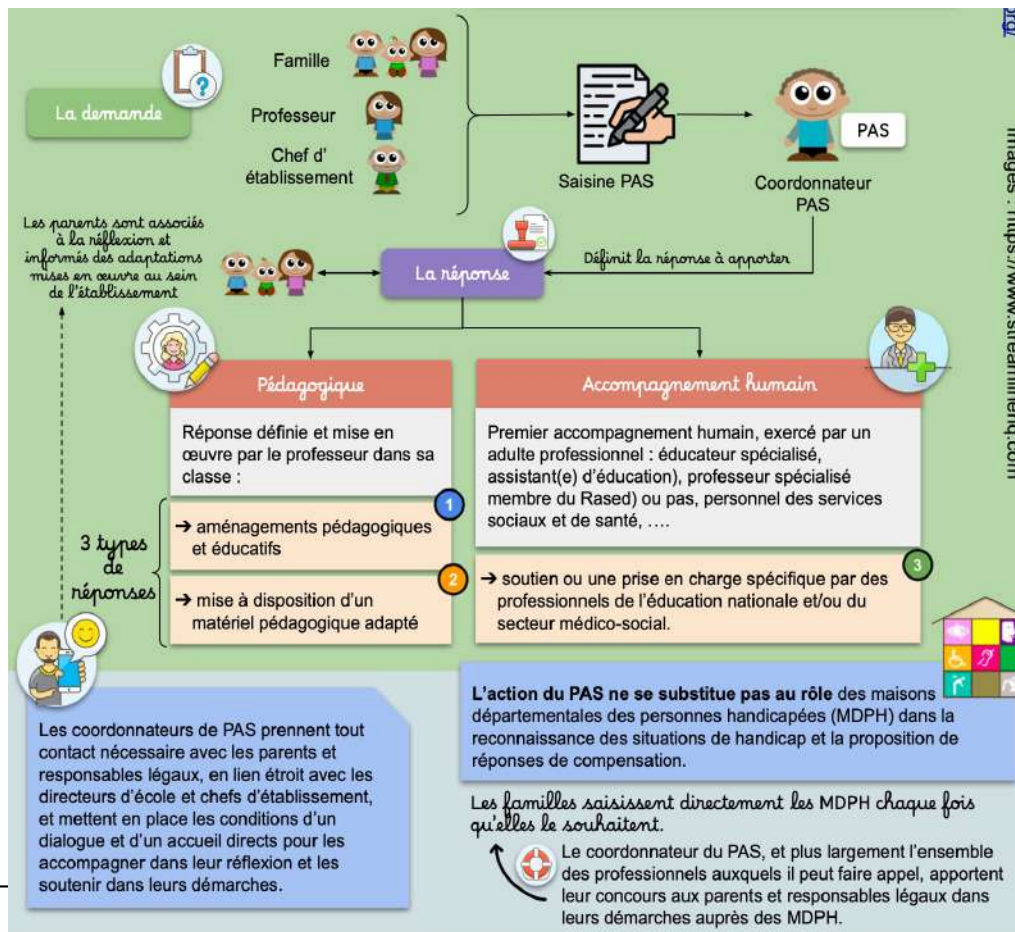 La demande
Famille
Professeur
Chef d'
établissement
Saisine PAS
PAS
Coordonnateur
PAS
org/
images : https://www.streamlinehq.com
Les parents sont associés
à la réflexion et
informés des adaptations
mises en œuvre au sein
de l'établissement
La réponse
Définit la réponse à apporter
Pédagogique
Réponse définie et mise en
œuvre par le professeur dans sa
classe :
3 types
de
réponses
1
→ aménagements pédagogiques
et éducatifs
2
→ mise à disposition d'un
matériel pédagogique adapté
Accompagnement humain
Premier accompagnement humain, exercé par un
adulte professionnel : éducateur spécialisé,
assistant(e) d'éducation), professeur spécialisé
membre du Rased) ou pas, personnel des services
sociaux et de santé, ….
3
→ soutien ou une prise en charge spécifique par des
professionnels de l'éducation nationale et/ou du
secteur médico-social.
Les coordonnateurs de PAS prennent tout
contact nécessaire avec les parents et
responsables légaux, en lien étroit avec les
directeurs d'école et chefs d'établissement,
et mettent en place les conditions d'un
dialogue et d'un accueil directs pour les
accompagner dans leur réflexion et les
soutenir dans leurs démarches.
L'action du PAS ne se substitue pas au rôle des maisons
départementales des personnes handicapées (MDPH) dans la
reconnaissance des situations de handicap et la proposition de
réponses de compensation.
Les familles saisissent directement les MDPH chaque fois
qu'elles le souhaitent.
Le coordonnateur du PAS, et plus largement l'ensemble
des professionnels auxquels il peut faire appel, apportent
leur concours aux parents et responsables légaux dans
leurs démarches auprès des MDPH.